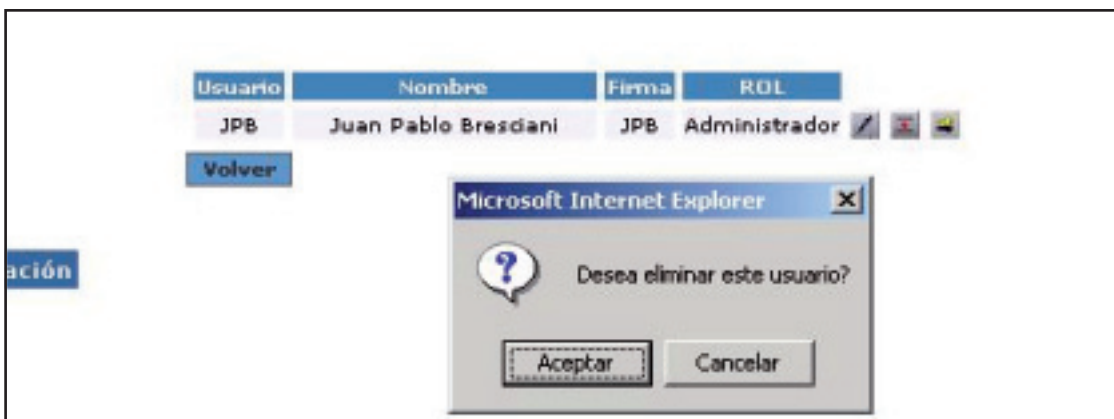 Usuario Nombre Firma ROL
JPB Juan Pablo Bresciani JPB Administrador
Volver
Microsoft Internet Explorer
ación
Desea eliminar este usuario?
Aceptar Cancelar